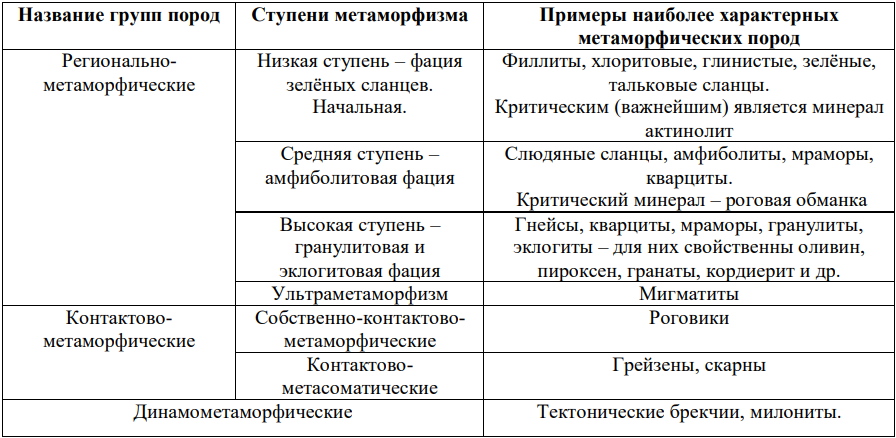 Название групп пород
Ступени метаморфизма
Примеры наиболее характерных
метаморфических пород
Регионально-
метаморфические
Низкая ступень – фация
зелёных сланцев.
Начальная.
Филлиты, хлоритовые, глинистые, зелёные,
тальковые сланцы.
Критическим (важнейшим) является минерал
актинолит
Средняя ступень –
амфиболитовая фация
Слюдяные сланцы, амфиболиты, мраморы,
кварциты.
Критический минерал – роговая обманка
Высокая ступень –
гранулитовая и
эклогитовая фация
Гнейсы, кварциты, мраморы, гранулиты,
эклогиты – для них свойственны оливин,
пироксен, гранаты, кордиерит и др.
Ультраметаморфизм
Мигматиты
Контактово-
метаморфические
Собственно-контактово-
метаморфические
Роговики
Контактово-
метасоматические
Грейзены, скарны
Динамометаморфические
Тектонические брекчии, милониты.